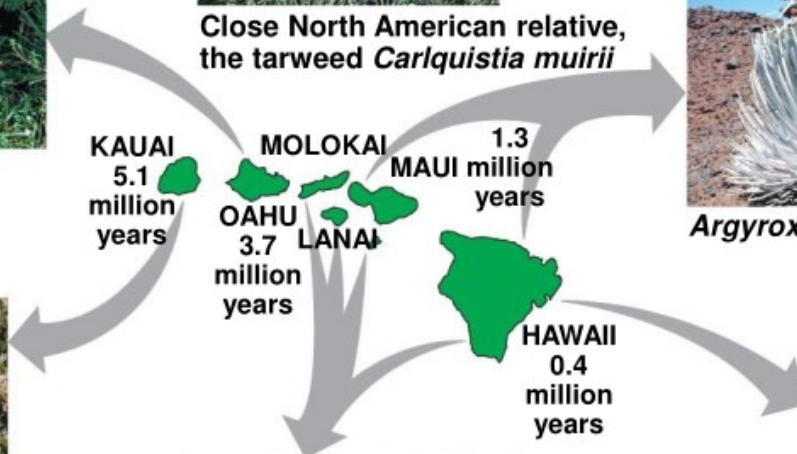 Close North American relative,
the tarweed Carlquistia muirii
KAUAI
5.1
million
years
MOLOKAI
1.3
MAUI million
years
OAHU
3.7
million
years
LANAI
Argyrox
HAWAII
0.4
million
years